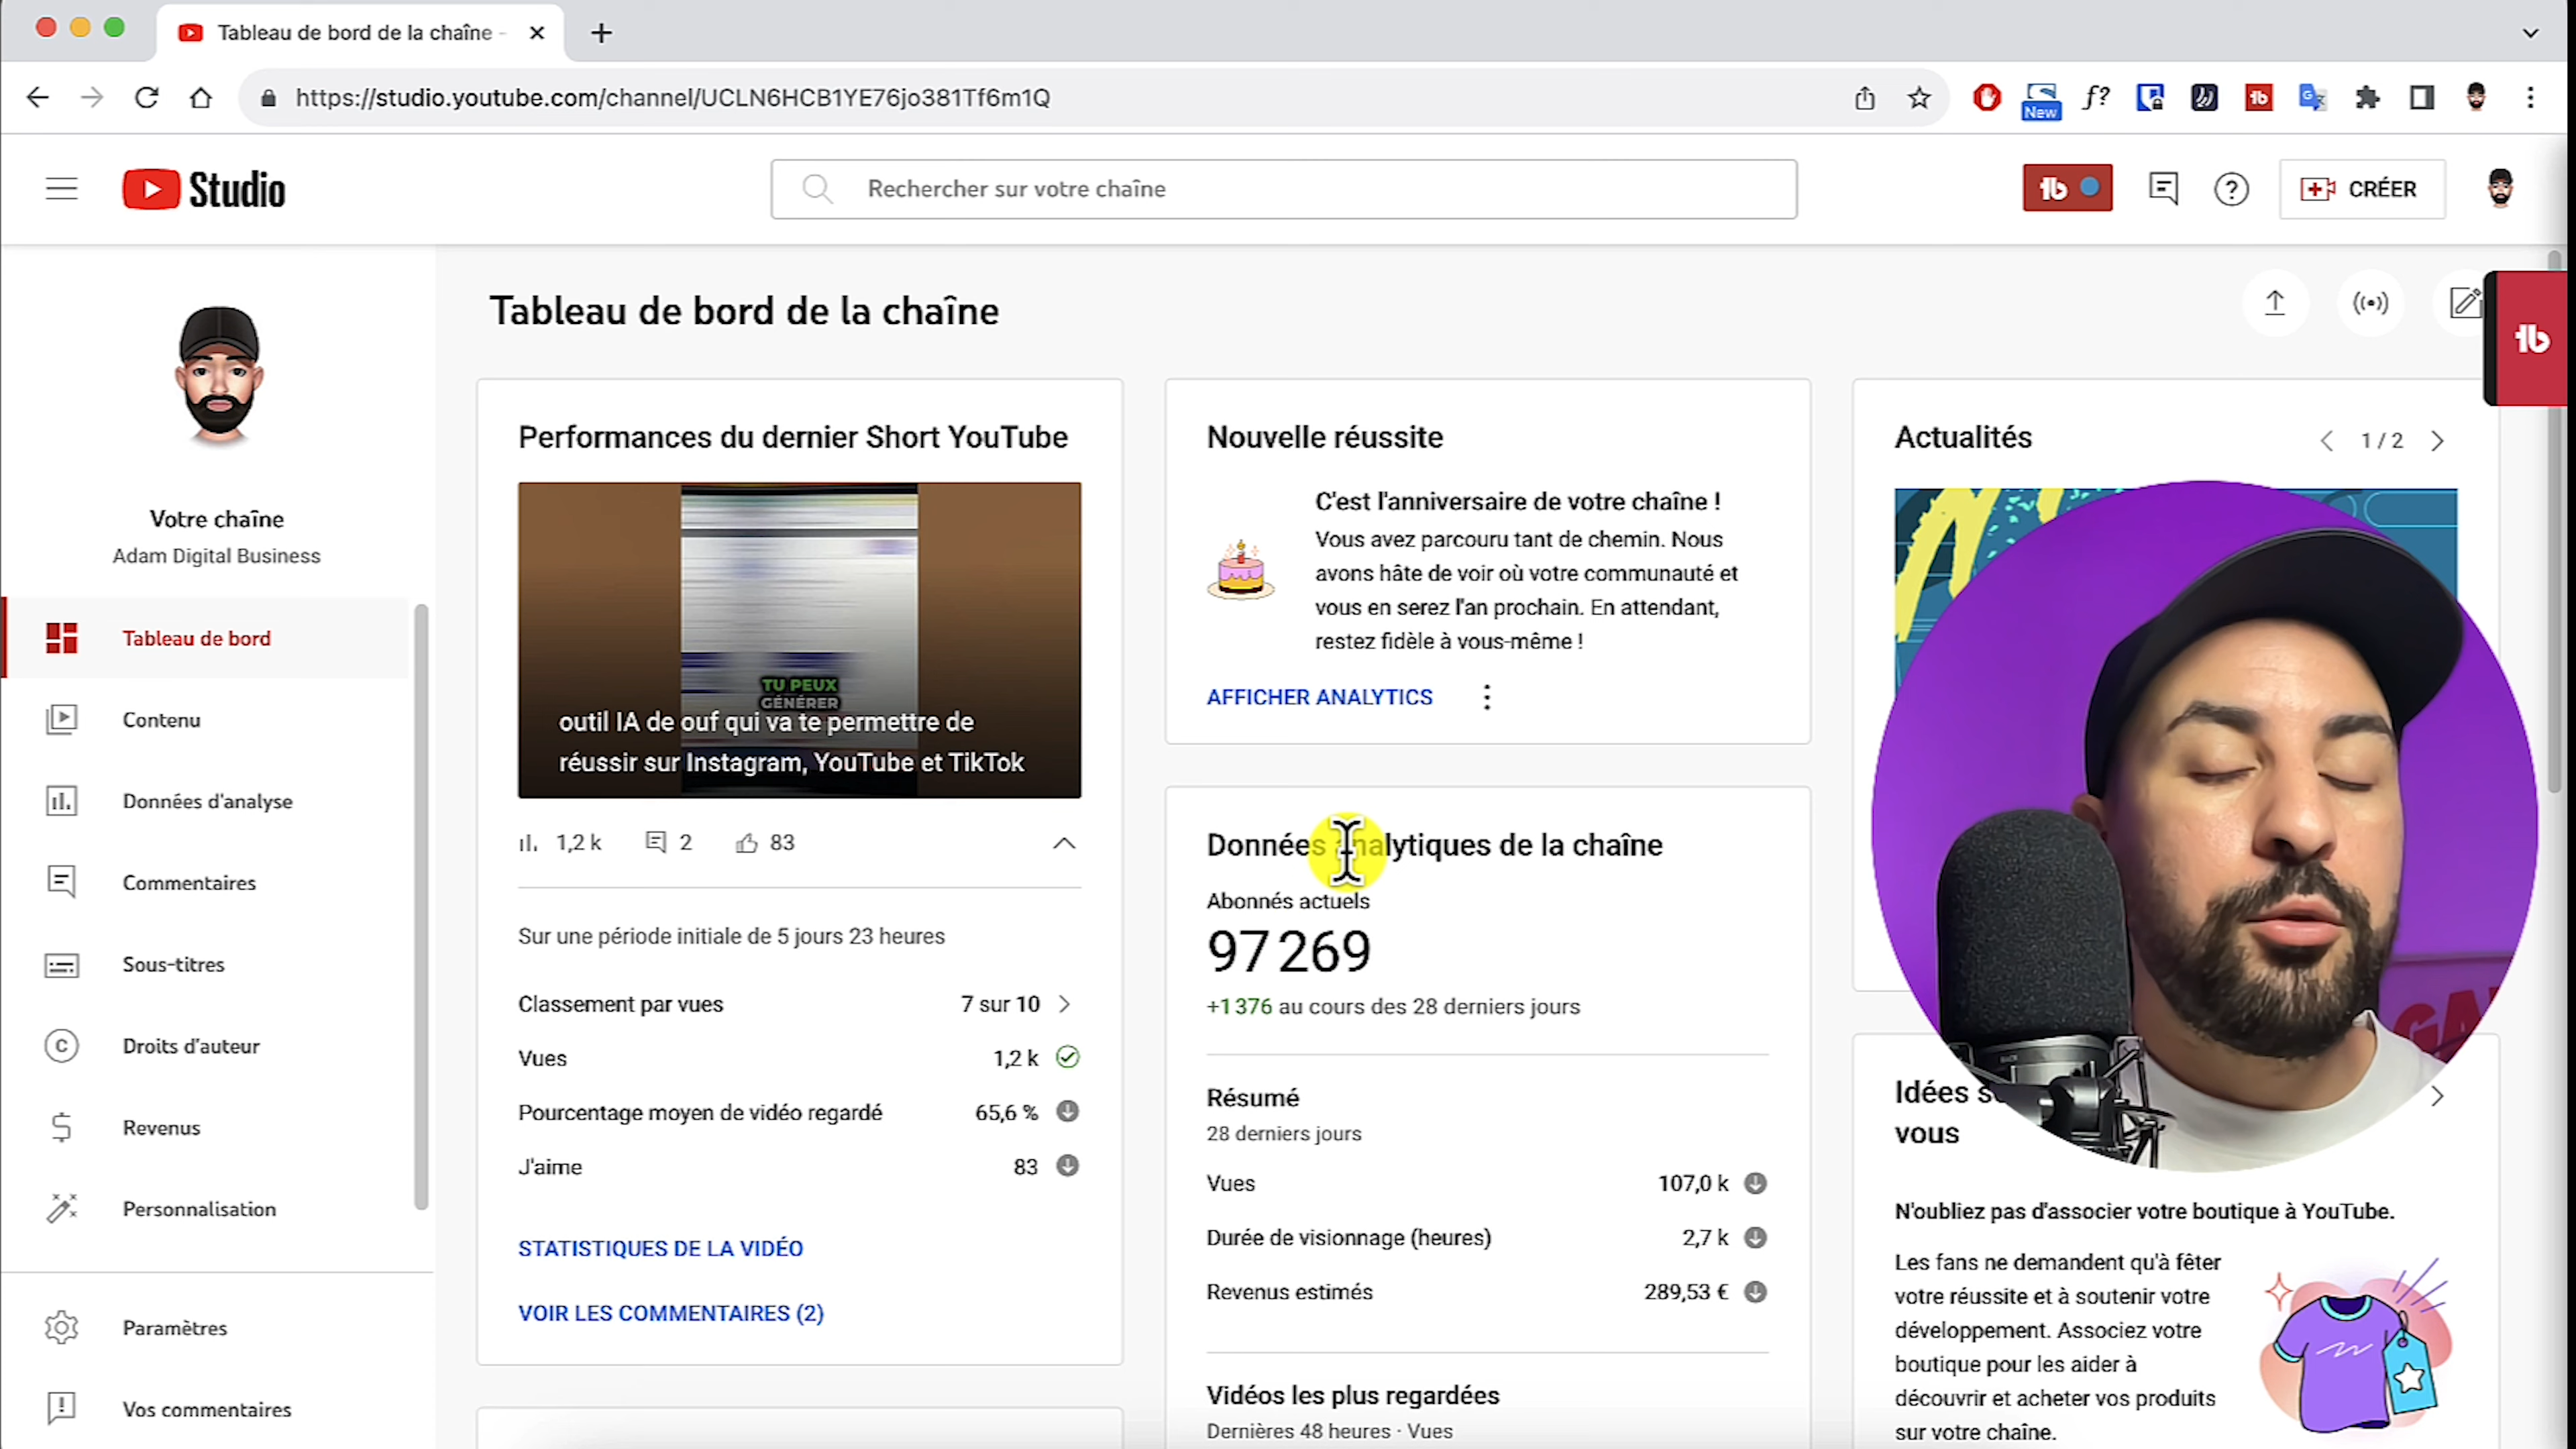 Tableau de bord de la chaîne -
https://studio.youtube.com/channel/UCLN6HCB1YE76jo381Tf6m1Q
New
f?
Studio
Rechercher sur votre chaîne
CRÉER
Votre chaîne
Adam Digital Business
Tableau de bord
Contenu
Données d'analyse
Commentaires
Sous-titres
Droits d'auteur
Revenus
Personnalisation
Paramètres
Vos commentaires
Tableau de bord de la chaîne
Performances du dernier Short YouTube
TU PEUX
GÉNÉRER
outil IA de ouf qui va te permettre de
réussir sur Instagram, YouTube et TikTok
1,2 k 2 83
Sur une période initiale de 5 jours 23 heures
Classement par vues 7 sur 10
Vues 1,2 k
Pourcentage moyen de vidéo regardé 65,6 %
J'aime 83
STATISTIQUES DE LA VIDÉO
VOIR LES COMMENTAIRES (2)
Nouvelle réussite
C'est l'anniversaire de votre chaîne !
Vous avez parcouru tant de chemin. Nous
avons hâte de voir où votre communauté et
vous en serez l'an prochain. En attendant,
restez fidèle à vous-même !
AFFICHER ANALYTICS
Données analytiques de la chaîne
Abonnés actuels
97 269
+1 376 au cours des 28 derniers jours
Résumé
28 derniers jours
Vues 107,0 k
Durée de visionnage (heures) 2,7 k
Revenus estimés 289,53 €
Vidéos les plus regardées
Dernières 48 heures · Vues
Actualités 1 / 2
Idées
vous
N'oubliez pas d'associer votre boutique à YouTube.
Les fans ne demandent qu'à fêter
votre réussite et à soutenir votre
développement. Associez votre
boutique pour les aider à
découvrir et acheter vos produits
sur votre chaîne.